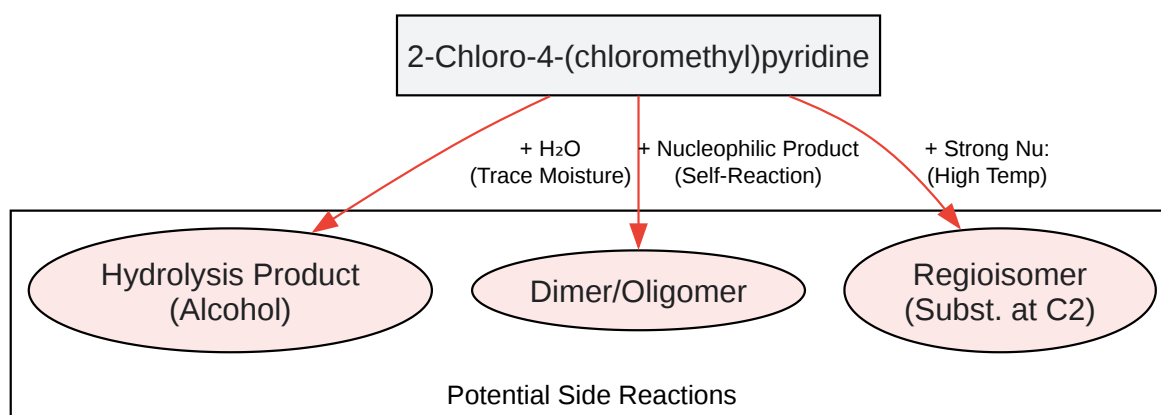 2-Chloro-4-(chloromethyl)pyridine
+ H₂O
(Trace Moisture)
+ Nucleophilic Product
(Self-Reaction)
+ Strong Nu:
(High Temp)
Hydrolysis Product
(Alcohol)
Dimer/Oligomer
Regioisomer
(Subst. at C2)
Potential Side Reactions